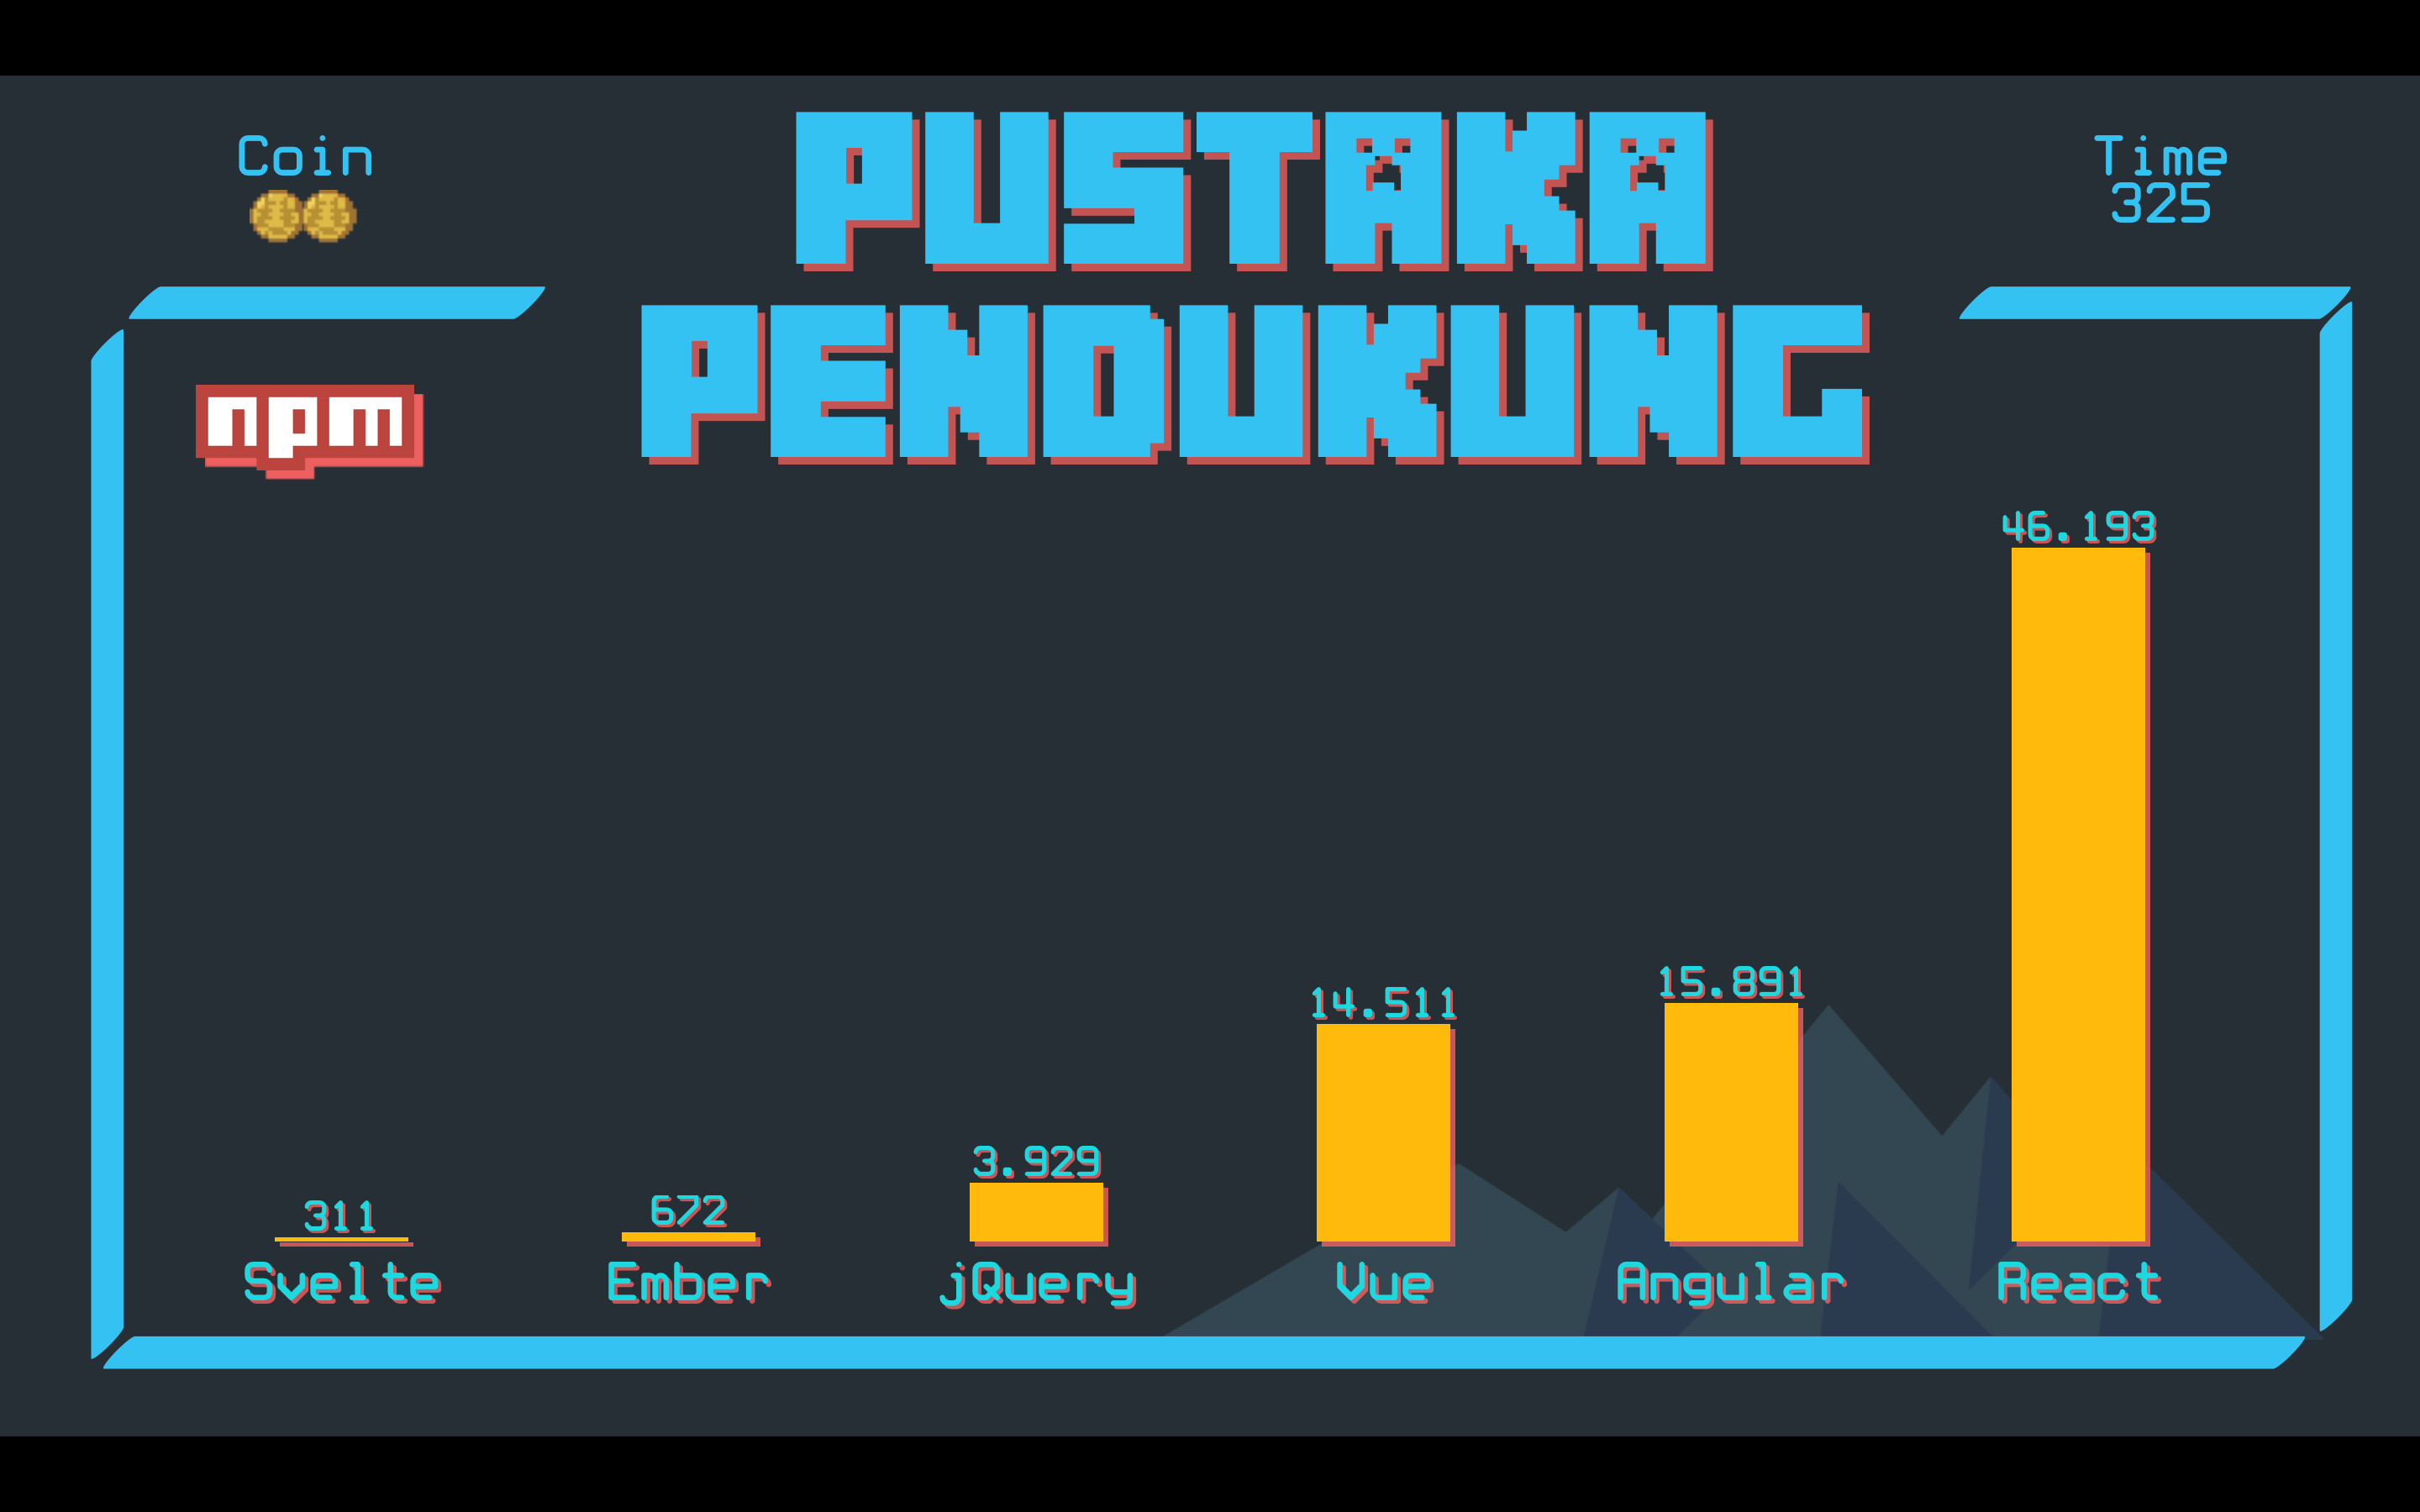 Coin
Time
325
PUSTAKA
PENDUKUNG
npm
46.193
15.891
14.511
3.929
672
311
Svelte
Ember
jQuery
Vue
Angular
React